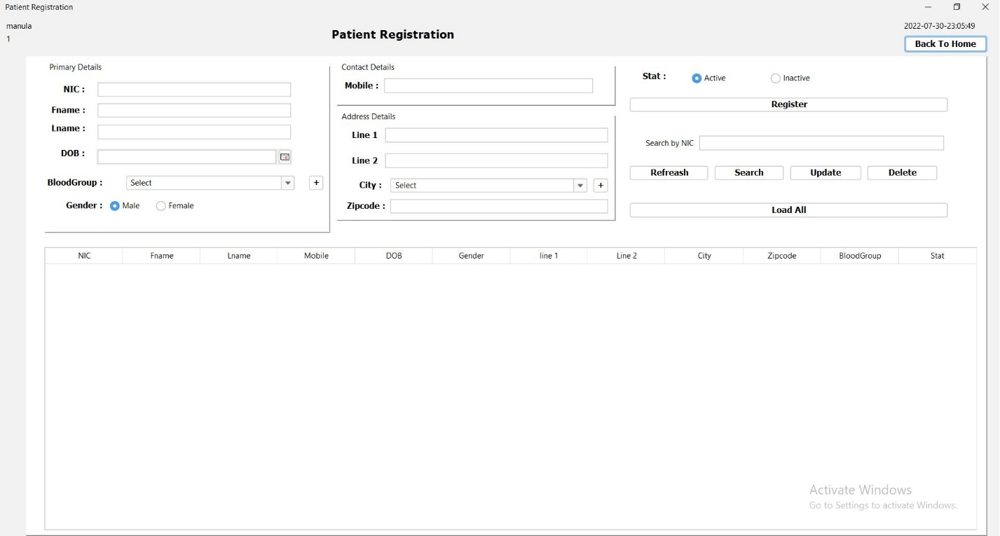 Patient Registration
manula
1
Patient Registration
2022-07-30-23:05:49
Back To Home
Primary Details
NIC :
Fname :
Lname :
DOB :
BloodGroup :
Select
+
Gender :
Male
Female
Contact Details
Mobile :
Address Details
Line 1
Line 2
City :
Select
+
Zipcode :
Stat :
Active
Inactive
Register
Search by NIC
Refreash
Search
Update
Delete
Load All
NIC Fname Lname Mobile DOB Gender line 1 Line 2 City Zipcode BloodGroup Stat
Activate Windows
Go to Settings to activate Windows.